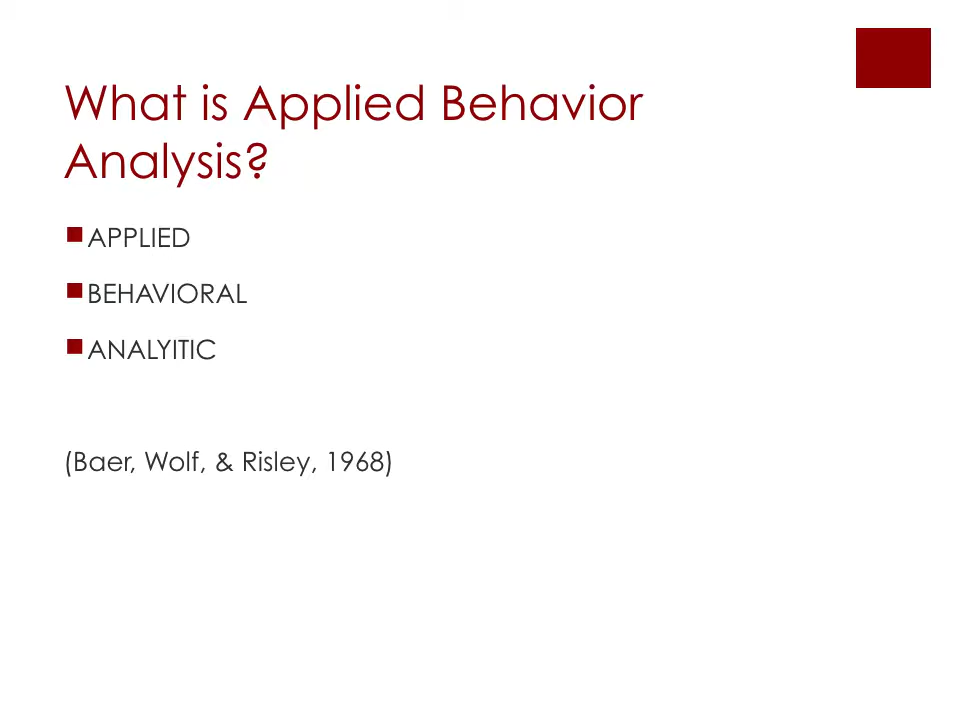 What is Applied Behavior
Analysis?
APPLIED
BEHAVIORAL
ANALYITIC
(Baer, Wolf, & Risley, 1968)